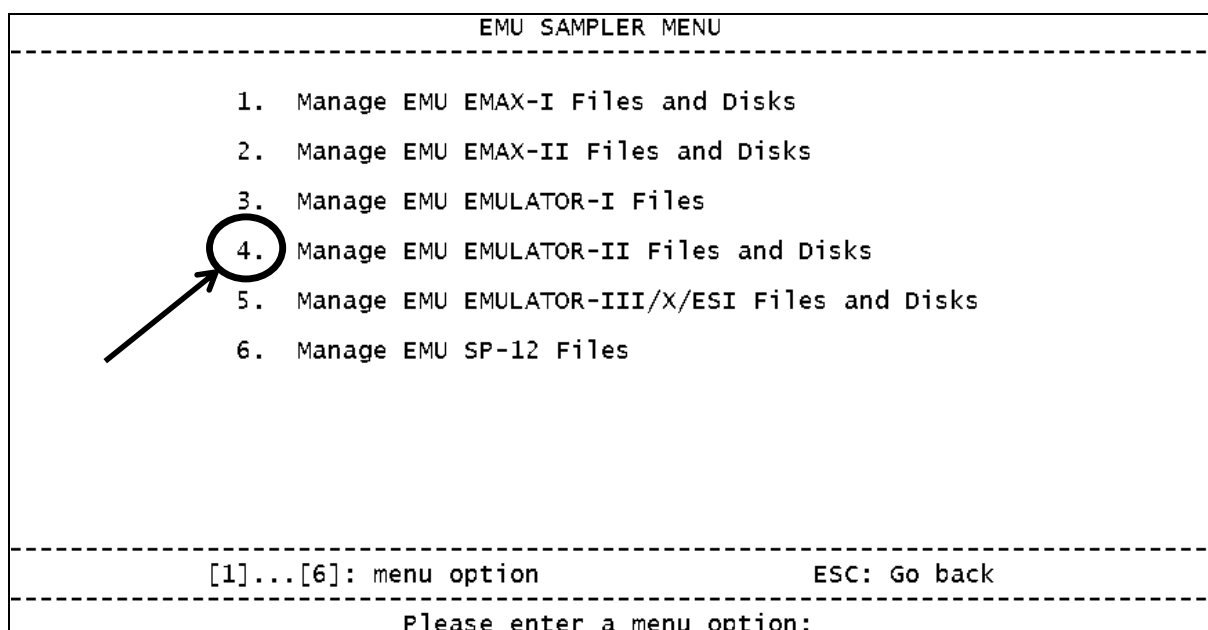 EMU SAMPLER MENU
1. Manage EMU EMAX-I Files and Disks
2. Manage EMU EMAX-II Files and Disks
3. Manage EMU EMULATOR-I Files
4. Manage EMU EMULATOR-II Files and Disks
5. Manage EMU EMULATOR-III/X/ESI Files and Disks
6. Manage EMU SP-12 Files
[1]...[6]: menu option ESC: Go back
Please enter a menu option: